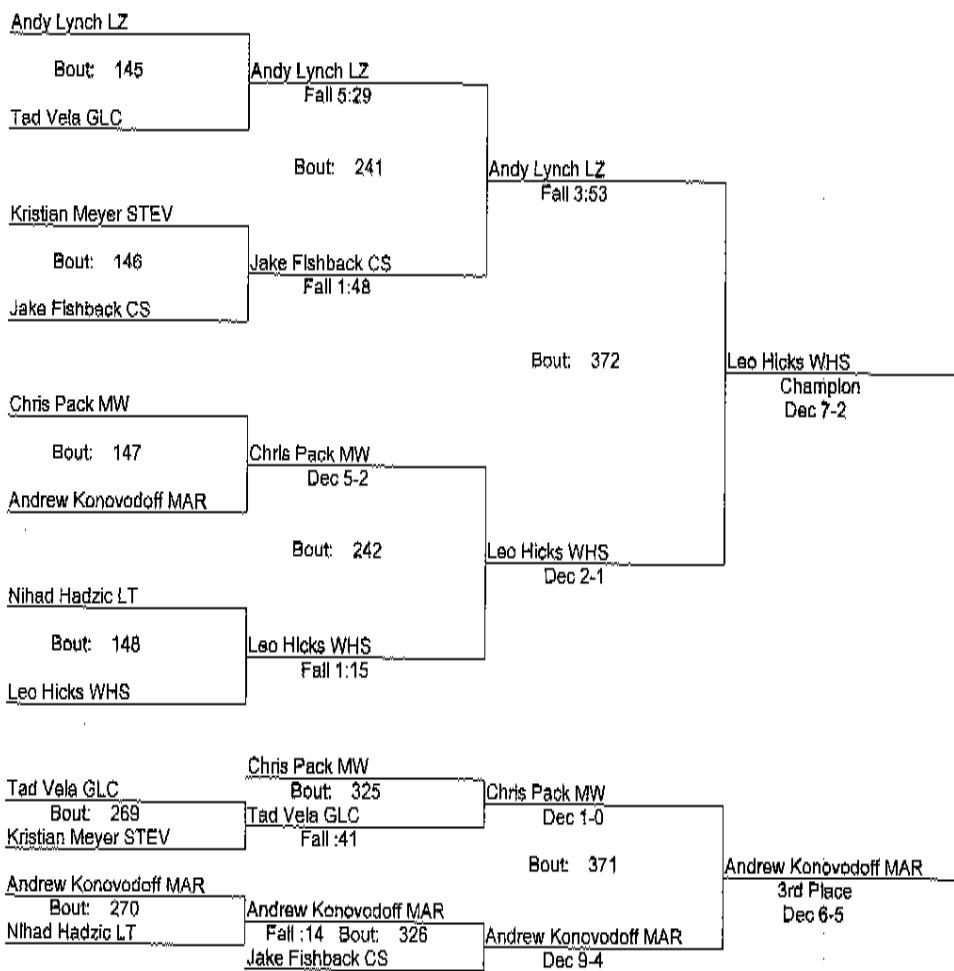 Andy Lynch LZ
Bout: 145
Andy Lynch LZ
Fall 5:29
Tad Vela GLC
Bout: 241
Andy Lynch LZ
Fall 3:53
Kristian Meyer STEV
Bout: 146
Jake Fishback CS
Fall 1:48
Jake Fishback CS
Bout: 372
Leo Hicks WHS
Champion
Dec 7-2
Chris Pack MW
Bout: 147
Chris Pack MW
Dec 5-2
Andrew Konovodoff MAR
Bout: 242
Leo Hicks WHS
Dec 2-1
Nihad Hadzic LT
Bout: 148
Leo Hicks WHS
Fall 1:15
Leo Hicks WHS
Chris Pack MW
Tad Vela GLC
Bout: 325
Chris Pack MW
Bout: 269
Tad Vela GLC
Dec 1-0
Kristian Meyer STEV
Fall :41
Bout: 371
Andrew Konovodoff MAR
3rd Place
Dec 6-5
Andrew Konovodoff MAR
Bout: 270
Andrew Konovodoff MAR
Nihad Hadzic LT
Fall :14 Bout: 326
Andrew Konovodoff MAR
Jake Fishback CS
Dec 9-4